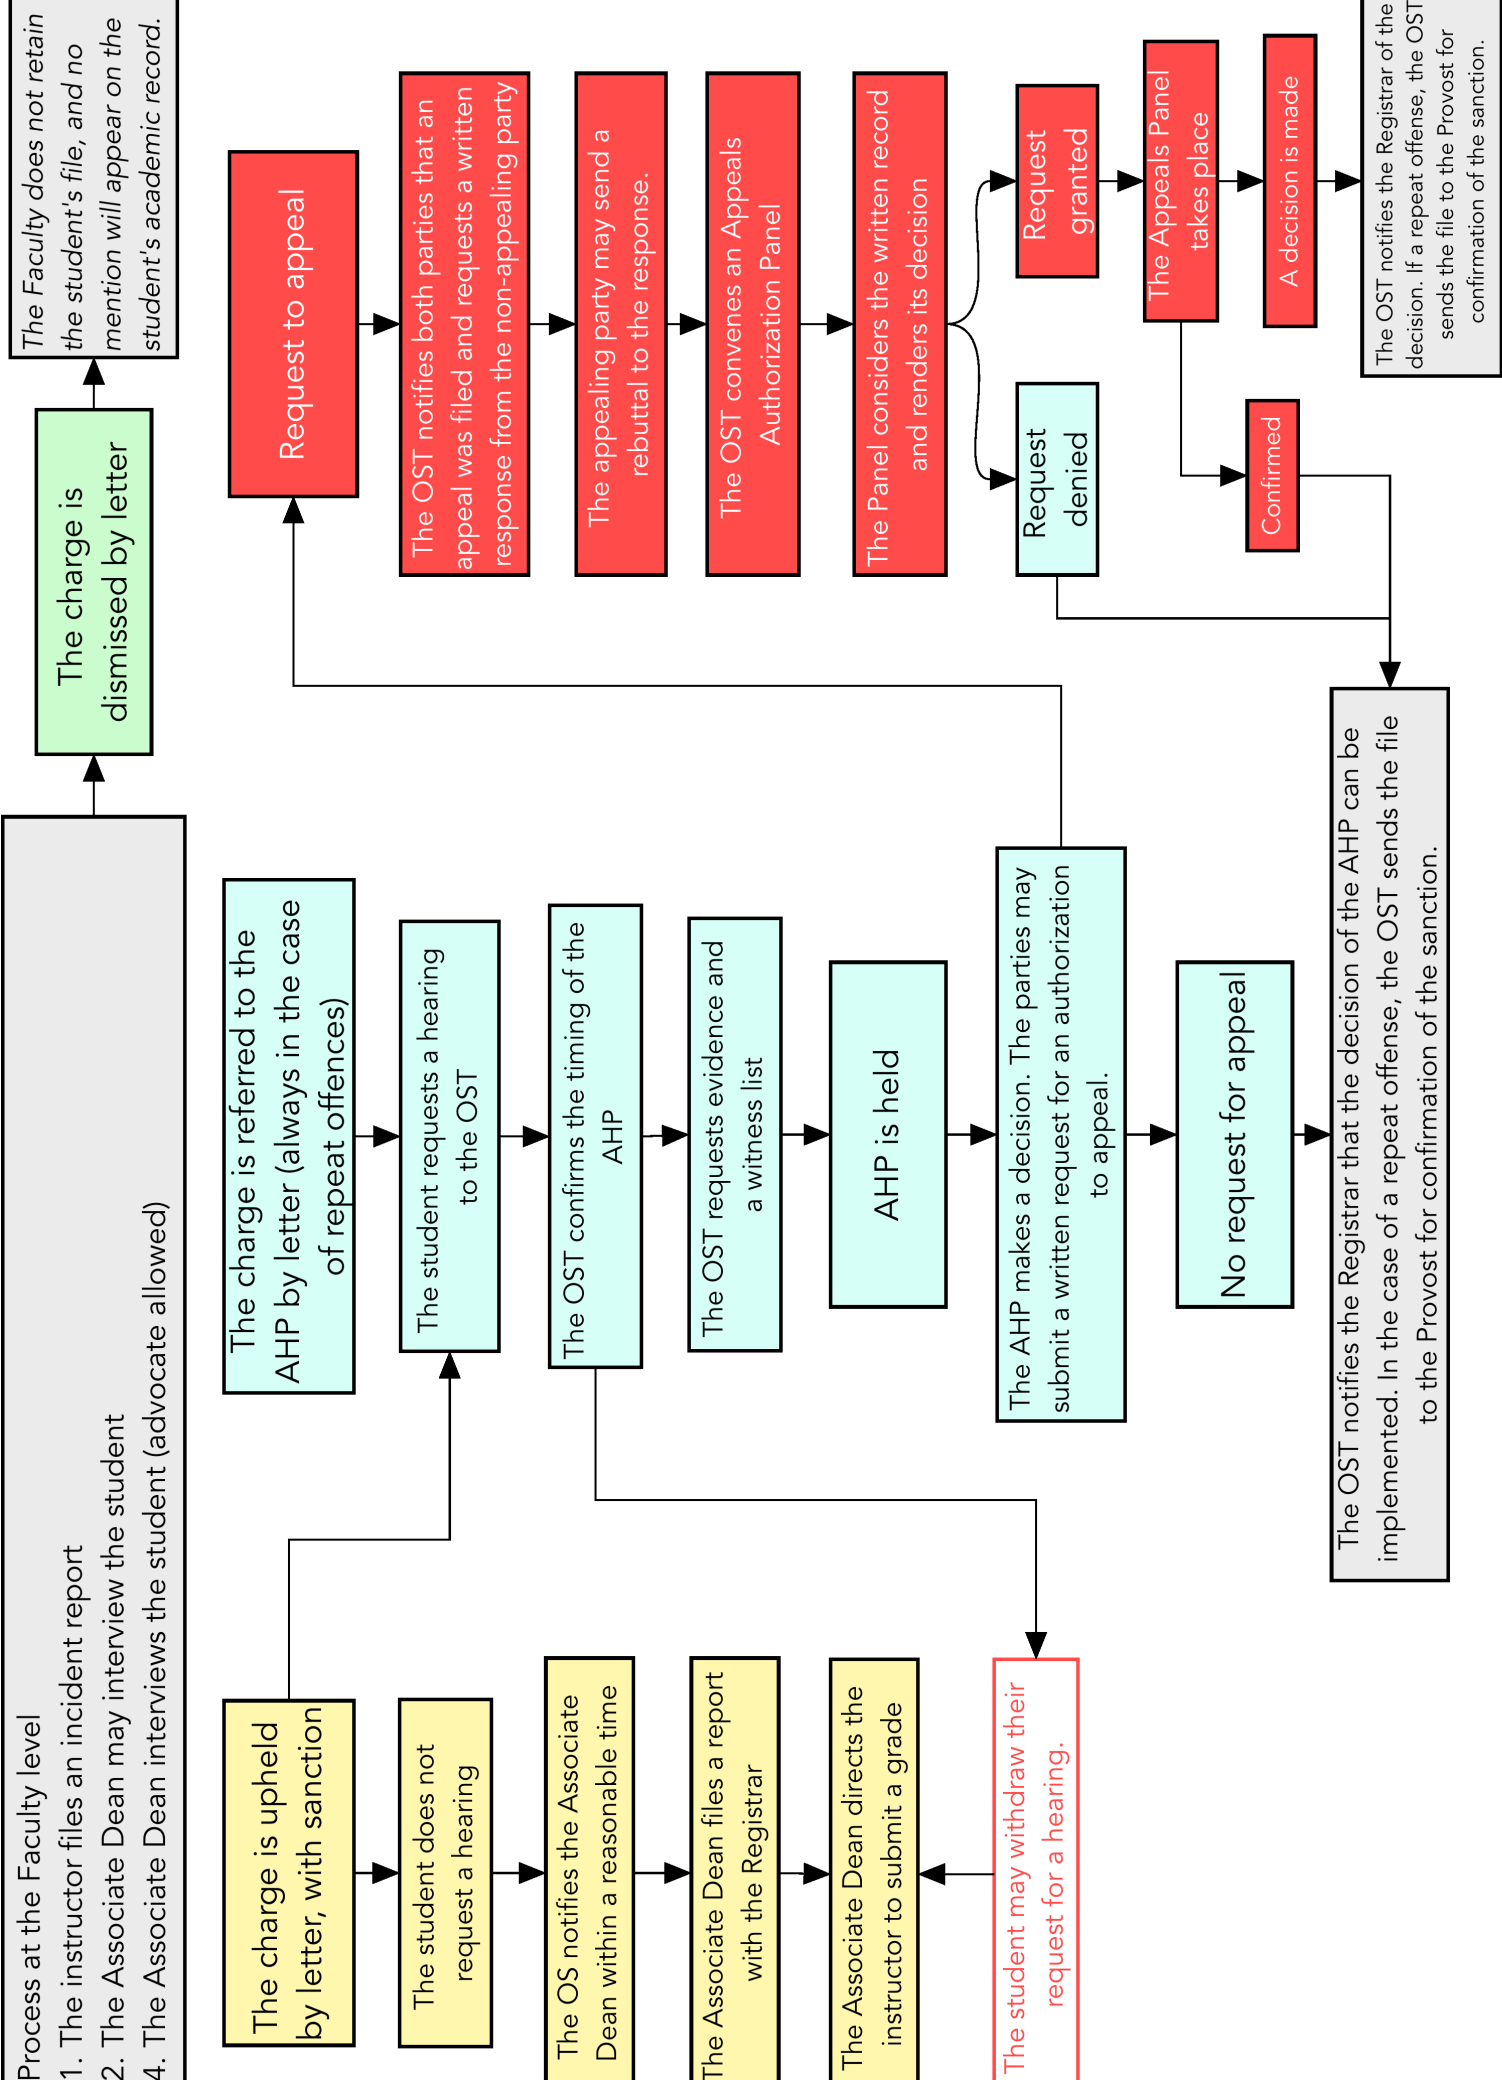 Process at the Faculty level
1. The instructor files an incident report
2. The Associate Dean may interview the student
4. The Associate Dean interviews the student (advocate allowed)
The charge is
dismissed by letter
The Faculty does not retain
the student's file, and no
mention will appear on the
student's academic record.
The charge is upheld
by letter, with sanction
The student does not
request a hearing
The OS notifies the Associate
Dean within a reasonable time
The Associate Dean files a report
with the Registrar
The Associate Dean directs the
instructor to submit a grade
The student may withdraw their
request for a hearing.
The charge is referred to the
AHP by letter (always in the case
of repeat offences)
The student requests a hearing
to the OST
The OST confirms the timing of the
AHP
The OST requests evidence and
a witness list
AHP is held
The AHP makes a decision. The parties may
submit a written request for an authorization
to appeal.
No request for appeal
The OST notifies the Registrar that the decision of the AHP can be
implemented. In the case of a repeat offense, the OST sends the file
to the Provost for confirmation of the sanction.
Request to appeal
The OST notifies both parties that an
appeal was filed and requests a written
response from the non-appealing party
The appealing party may send a
rebuttal to the response.
The OST convenes an Appeals
Authorization Panel
The Panel considers the written record
and renders its decision
Request
denied
Request
granted
The Appeals Panel
takes place
Confirmed
A decision is made
The OST notifies the Registrar of the
decision. If a repeat offense, the OST
sends the file to the Provost for
confirmation of the sanction.